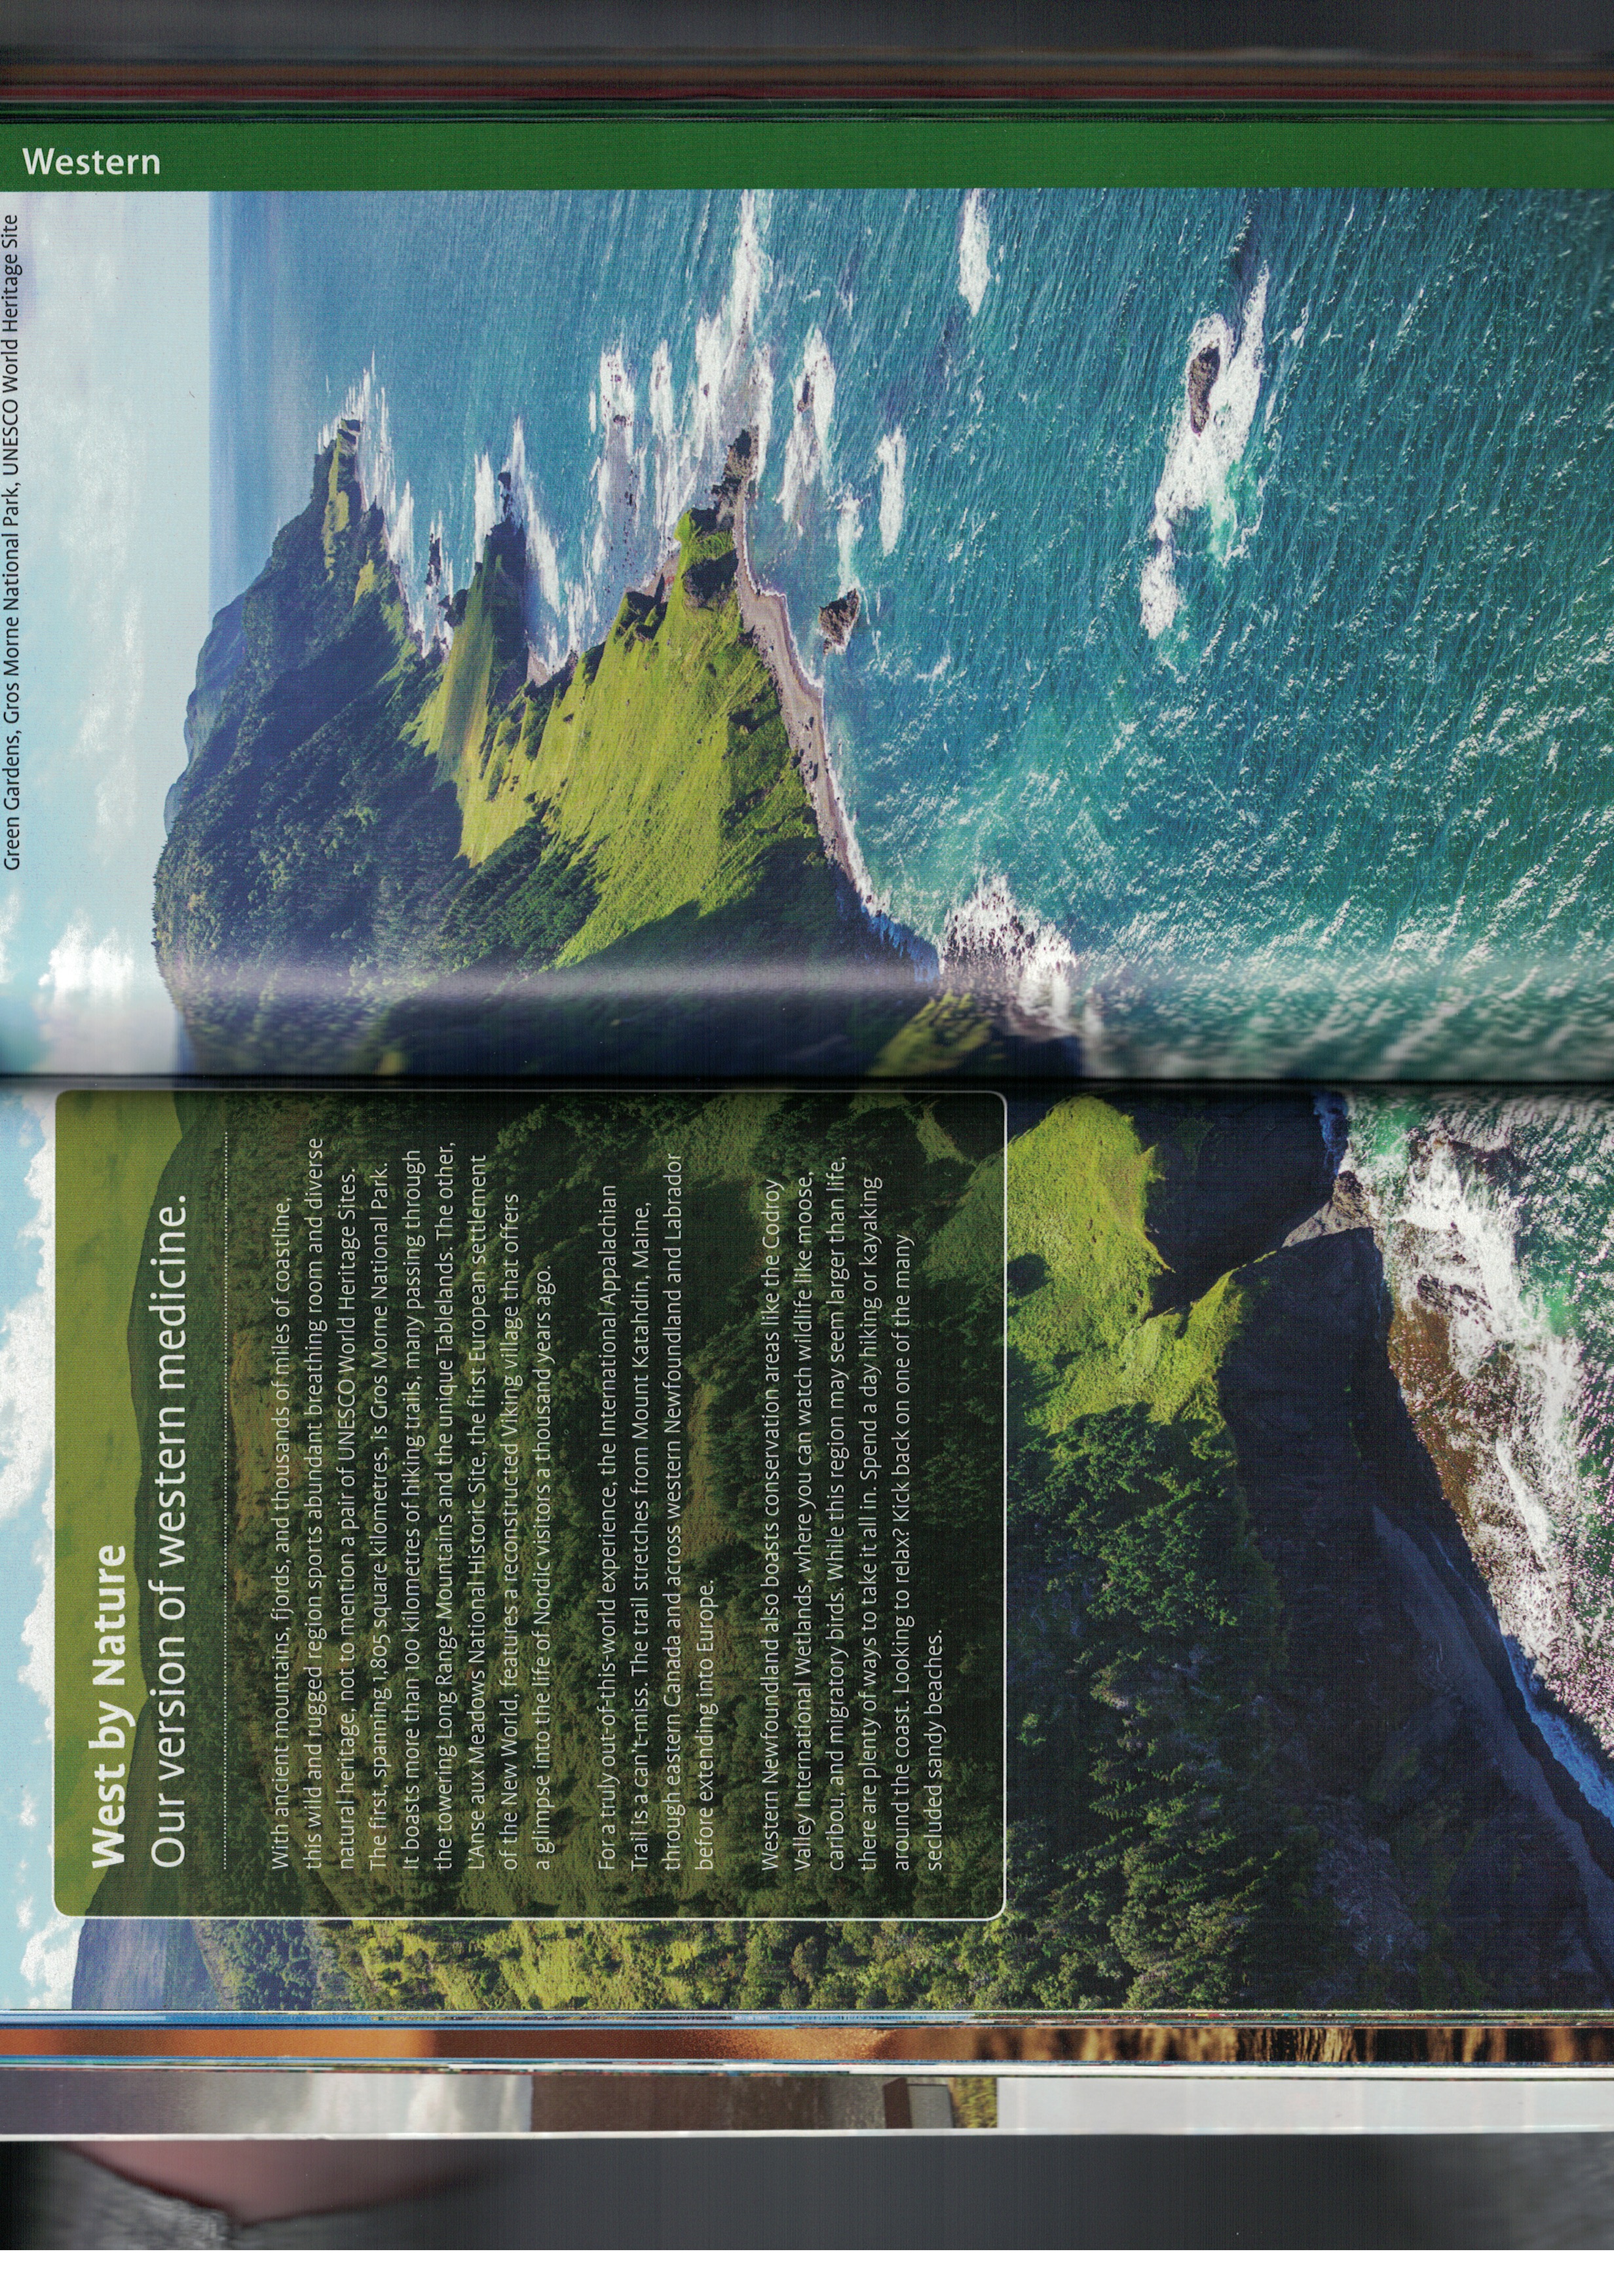 West by Nature
Our version of western medicine.
With ancient mountains, fjords, and thousands of miles of coastline,
this wild and rugged region sports abundant breathing room and diverse
natural heritage, not to mention a pair of UNESCO World Heritage Sites.
The first, spanning 1,805 square kilometres, is Gros Morne National Park.
It boasts more than 100 kilometres of hiking trails, many passing through
the towering Long Range Mountains and the unique Tablelands. The other,
L'Anse aux Meadows National Historic Site, the first European settlement
of the New World, features a reconstructed Viking village that offers
a glimpse into the life of Nordic visitors a thousand years ago.
For a truly out-of-this-world experience, the International Appalachian
Trail is a can't-miss. The trail stretches from Mount Katahdin, Maine,
through eastern Canada and across western Newfoundland and Labrador
before extending into Europe.
Western Newfoundland also boasts conservation areas like the Codroy
Valley International Wetlands, where you can watch wildlife like moose,
caribou, and migratory birds. While this region may seem larger than life,
there are plenty of ways to take it all in. Spend a day hiking or kayaking
around the coast. Looking to relax? Kick back on one of the many
secluded sandy beaches.
Green Gardens, Gros Morne National Park, UNESCO World Heritage Site
Western